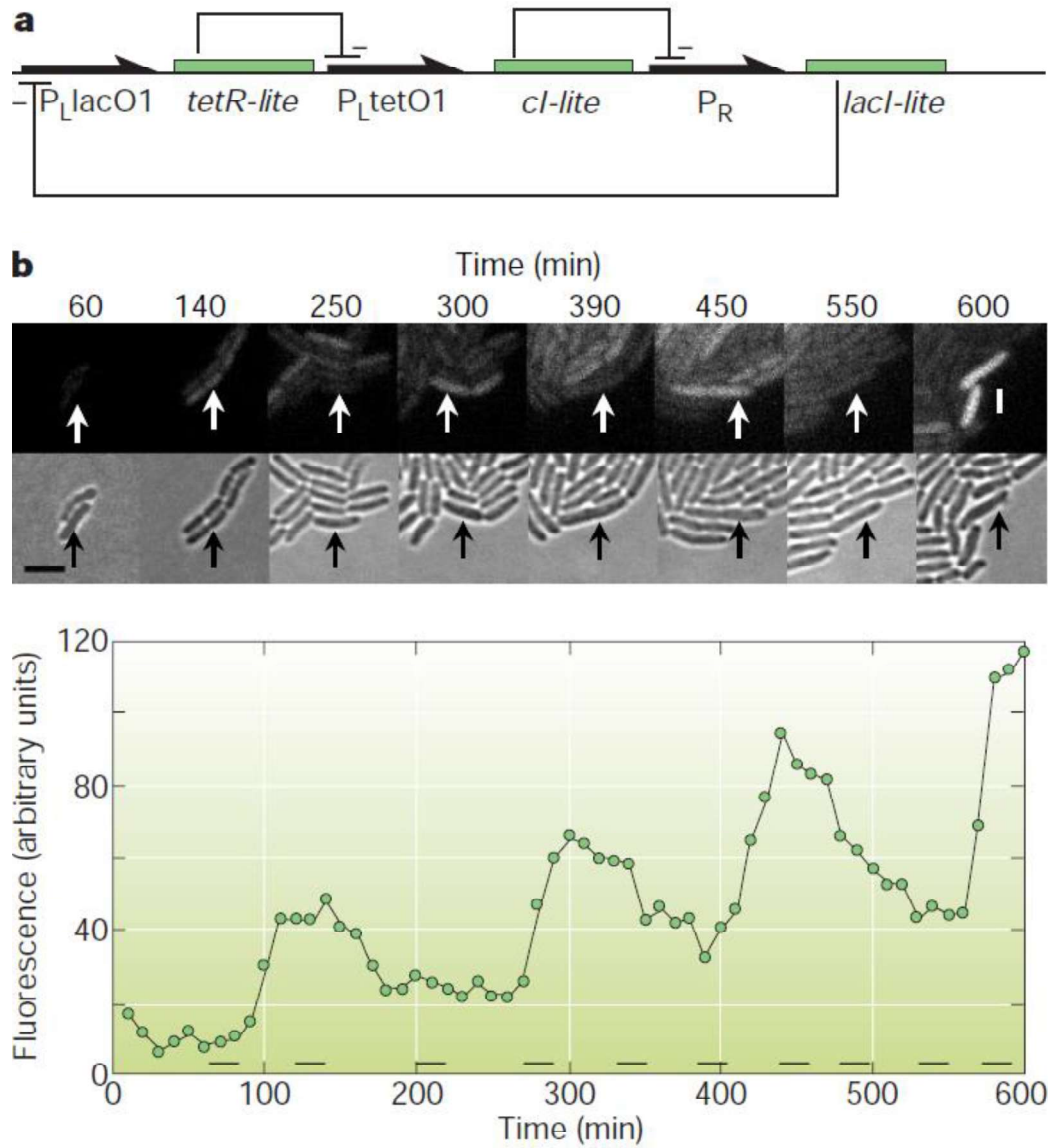 a
– –
– P_LlacO1 tetR-lite P_LtetO1 cI-lite P_R lacI-lite
b
Time (min)
60 140 250 300 390 450 550 600
Fluorescence (arbitrary units)
120
80
40
0
0 100 200 300 400 500 600
Time (min)